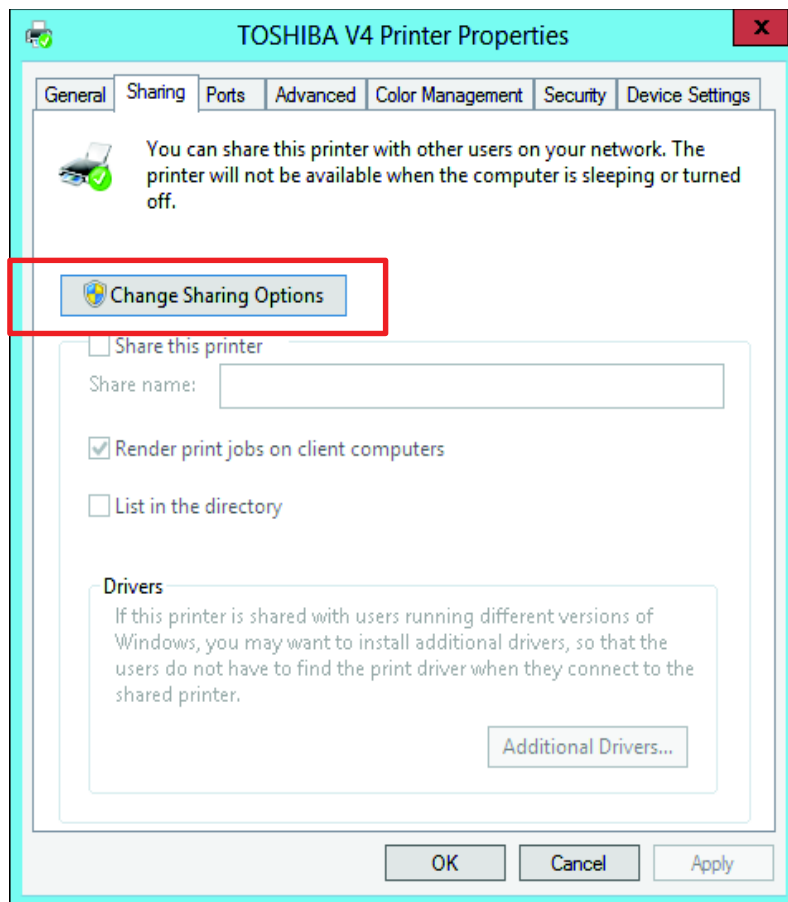 TOSHIBA V4 Printer Properties
x
General Sharing Ports Advanced Color Management Security Device Settings
You can share this printer with other users on your network. The
printer will not be available when the computer is sleeping or turned
off.
Change Sharing Options
Share this printer
Share name:
Render print jobs on client computers
List in the directory
Drivers
If this printer is shared with users running different versions of
Windows, you may want to install additional drivers, so that the
users do not have to find the print driver when they connect to the
shared printer.
Additional Drivers...
OK Cancel Apply